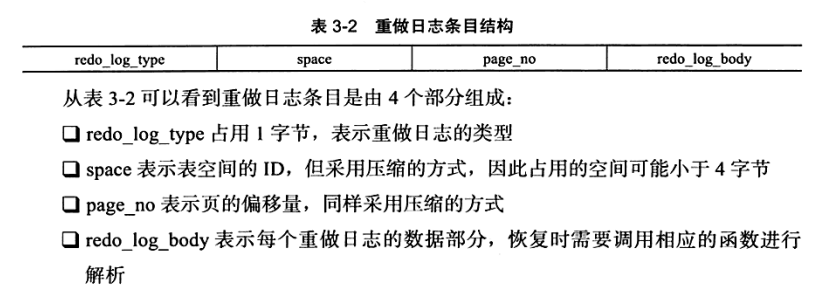 表 3-2 重做日志条目结构
redo_log_type space page_no redo_log_body
从表 3-2 可以看到重做日志条目是由 4 个部分组成：
❑ redo_log_type 占用 1 字节，表示重做日志的类型
❑ space 表示表空间的 ID，但采用压缩的方式，因此占用的空间可能小于 4 字节
❑ page_no 表示页的偏移量，同样采用压缩的方式
❑ redo_log_body 表示每个重做日志的数据部分，恢复时需要调用相应的函数进行
解析